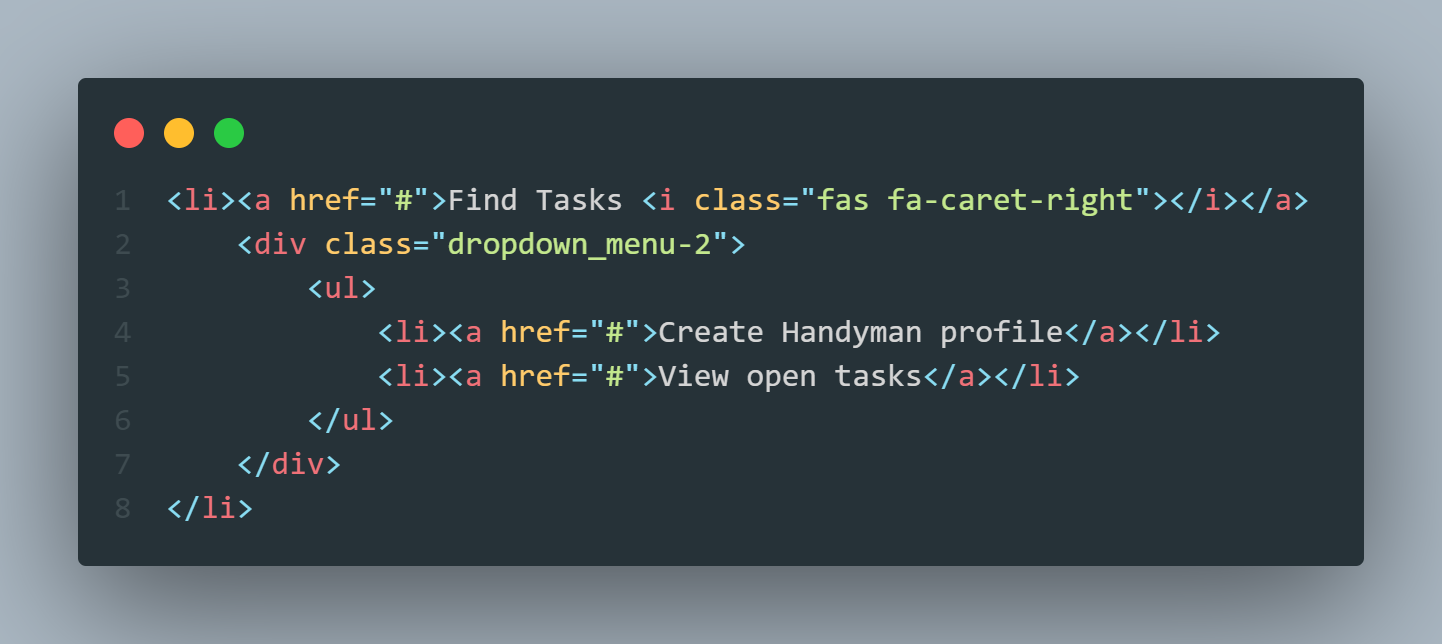 1 <li><a href="#">Find Tasks <i class="fas fa-caret-right"></i></a>
2     <div class="dropdown_menu-2">
3         <ul>
4             <li><a href="#">Create Handyman profile</a></li>
5             <li><a href="#">View open tasks</a></li>
6         </ul>
7     </div>
8 </li>